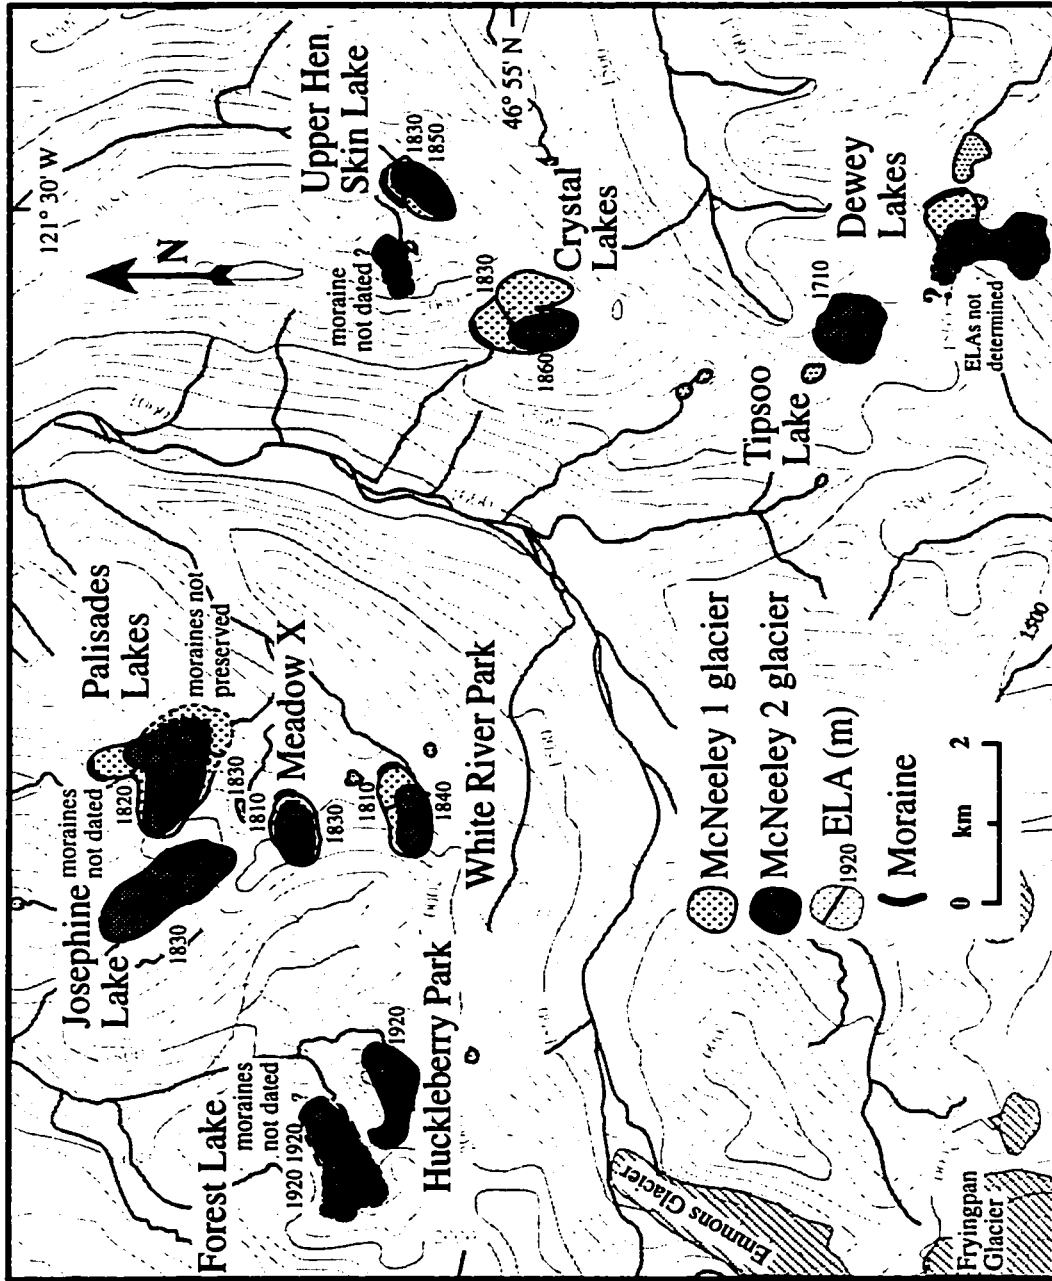 Forest Lake
moraines
not dated
1920
1920
?
1920
Huckleberry Park
Josephine
Lake
moraines
not dated
1830
Palisades
Lakes
1820
moraines not
preserved
1830
1810
Meadow X
1830
1810
1840
White River Park
121° 30' W
N
Upper Hen
Skin Lake
1830
1850
moraine
not dated ?
46° 55' N
1830
Crystal
Lakes
1860
Emmons Glacier
Fryingpan
Glacier
McNeeley 1 glacier
McNeeley 2 glacier
1920 ELA (m)
Moraine
0
km
2
1500
Tipsoo
Lake
1710
Dewey
Lakes
?
ELAs not
determined